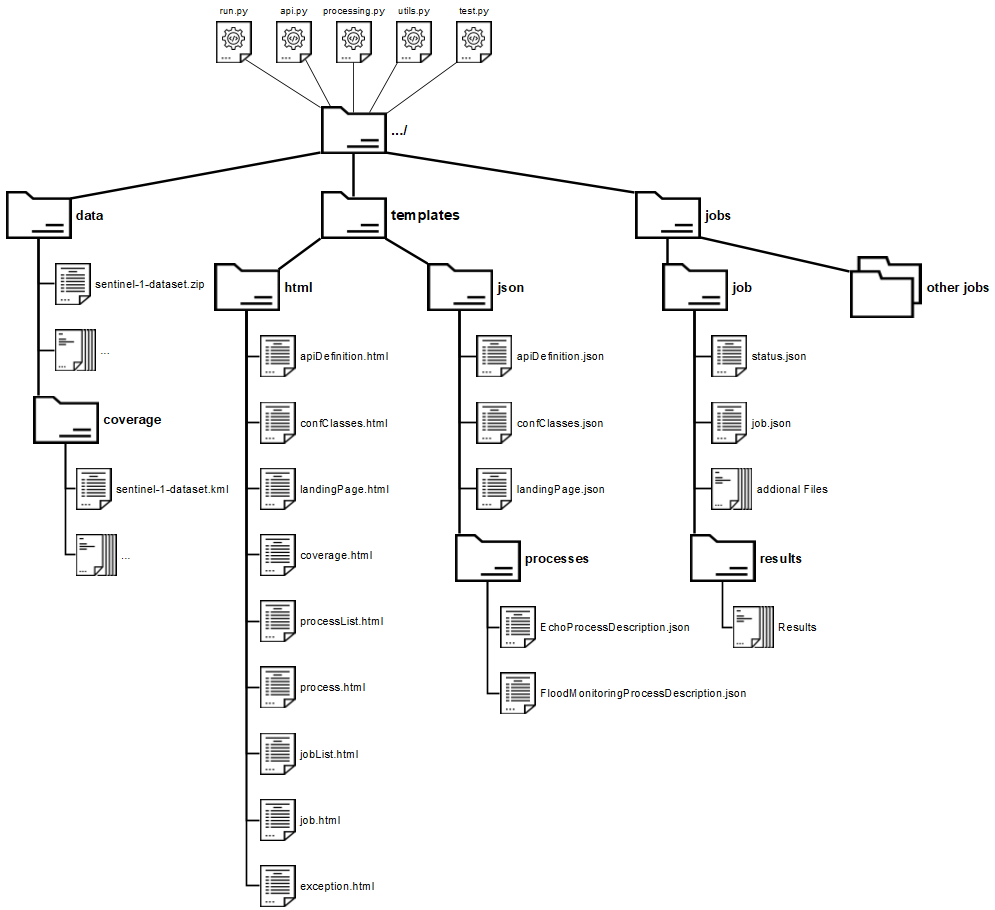 run.py
api.py
processing.py
utils.py
test.py
.../
data
templates
jobs
sentinel-1-dataset.zip
...
coverage
sentinel-1-dataset.kml
...
html
apiDefinition.html
confClasses.html
landingPage.html
coverage.html
processList.html
process.html
jobList.html
job.html
exception.html
json
apiDefinition.json
confClasses.json
landingPage.json
processes
EchoProcessDescription.json
FloodMonitoringProcessDescription.json
job
other jobs
status.json
job.json
addional Files
results
Results